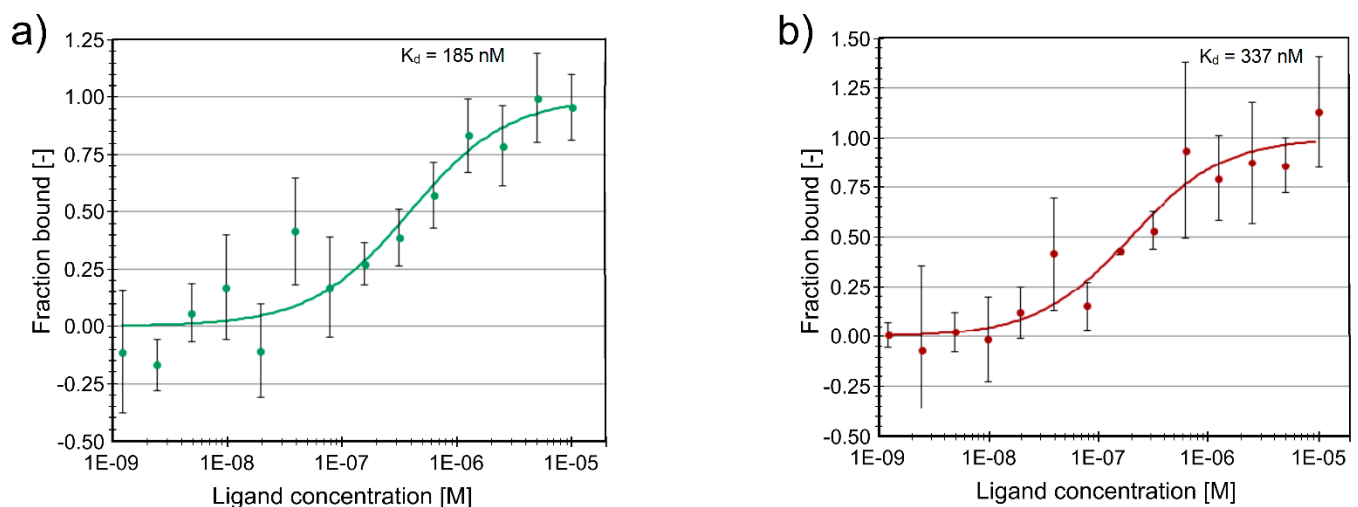 a)
K_d = 185 nM
1.25
1.00
0.75
0.50
0.25
0.00
-0.25
-0.50
Fraction bound [-]
1E-09 1E-08 1E-07 1E-06 1E-05
Ligand concentration [M]
b)
K_d = 337 nM
1.50
1.25
1.00
0.75
0.50
0.25
0.00
-0.25
-0.50
Fraction bound [-]
1E-09 1E-08 1E-07 1E-06 1E-05
Ligand concentration [M]